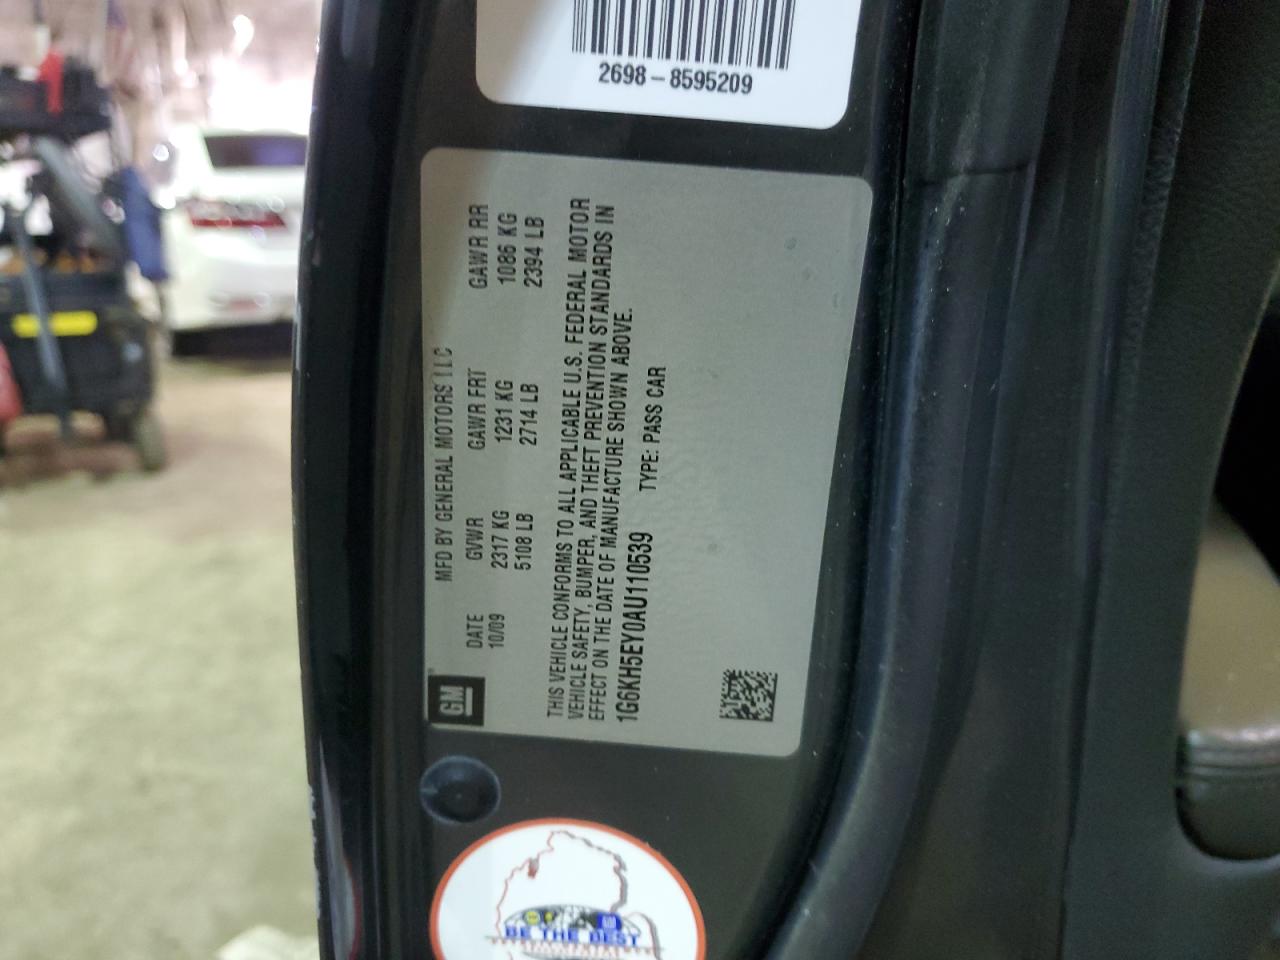 2698-8595209
MFD BY GENERAL MOTORS LLC
DATE GVWR GAWR FRT GAWR RR
10/09 2317 KG 1231 KG 1086 KG
5108 LB 2714 LB 2394 LB
GM
THIS VEHICLE CONFORMS TO ALL APPLICABLE U.S. FEDERAL MOTOR
VEHICLE SAFETY, BUMPER, AND THEFT PREVENTION STANDARDS IN
EFFECT ON THE DATE OF MANUFACTURE SHOWN ABOVE.
1G6KH5EY0AU110539 TYPE: PASS CAR
BE THE BEST